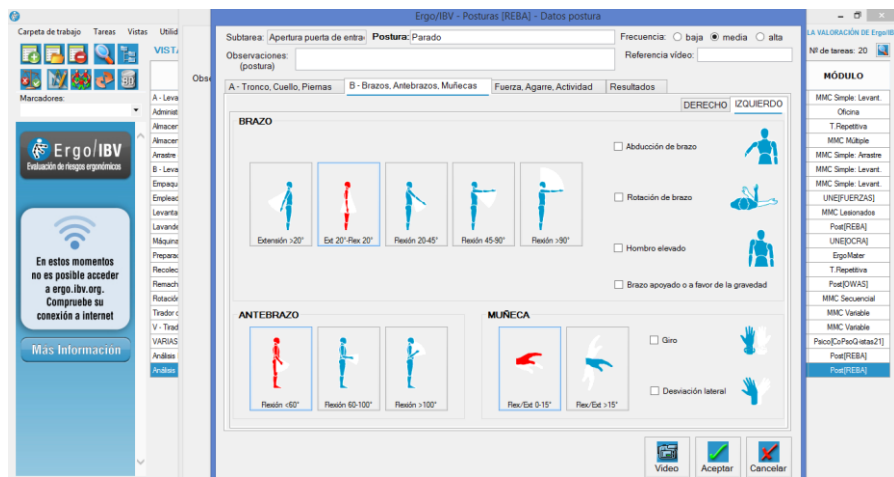 Ergo/IBV - Posturas [REBA] - Datos postura
Carpeta de trabajo Tareas Vistas Utilid
VISTA
Marcadores:
Ergo/IBV
Evaluación de riesgos ergonómicos
En estos momentos
no es posible acceder
a ergo.ibv.org.
Compruebe su
conexión a internet
Más Información
Obse
A - Leva
Administ
Almacer
Almacer
Arrastre
B - Leva
Empaqu
Emplead
Levanta
Lavande
Máquina
Preparac
Recolec
Remach
Rotación
Tirador c
V - Tirad
VARIAS
Análisis
Análisis
Subtarea: Apertura puerta de entra Postura: Parado Frecuencia: baja media alta
Observaciones: Referencia vídeo:
(postura)
A - Tronco, Cuello, Piernas B - Brazos, Antebrazos, Muñecas Fuerza, Agarre, Actividad Resultados
DERECHO IZQUIERDO
BRAZO
Extensión >20° Ext 20°-Flex 20° Flexión 20-45° Flexión 45-90° Flexión >90°
Abducción de brazo
Rotación de brazo
Hombro elevado
Brazo apoyado o a favor de la gravedad
ANTEBRAZO
Flexión <60° Flexión 60-100° Flexión >100°
MUÑECA
Flex/Ext 0-15° Flex/Ext >15°
Giro
Desviación lateral
Video Aceptar Cancelar
LA VALORACIÓN DE Ergo/IB
Nº de tareas: 20
MÓDULO
MMC Simple: Levant.
Oficina
T.Repetitiva
MMC Múltiple
MMC Simple: Arrastre
MMC Simple: Levant.
MMC Simple: Levant.
UNE[FUERZAS]
MMC Lesionados
Post[REBA]
UNE[OCRA]
ErgoMater
T.Repetitiva
Post[OWAS]
MMC Secuencial
MMC Variable
MMC Variable
Psico[CoPsoQ-istas21]
Post[REBA]
Post[REBA]